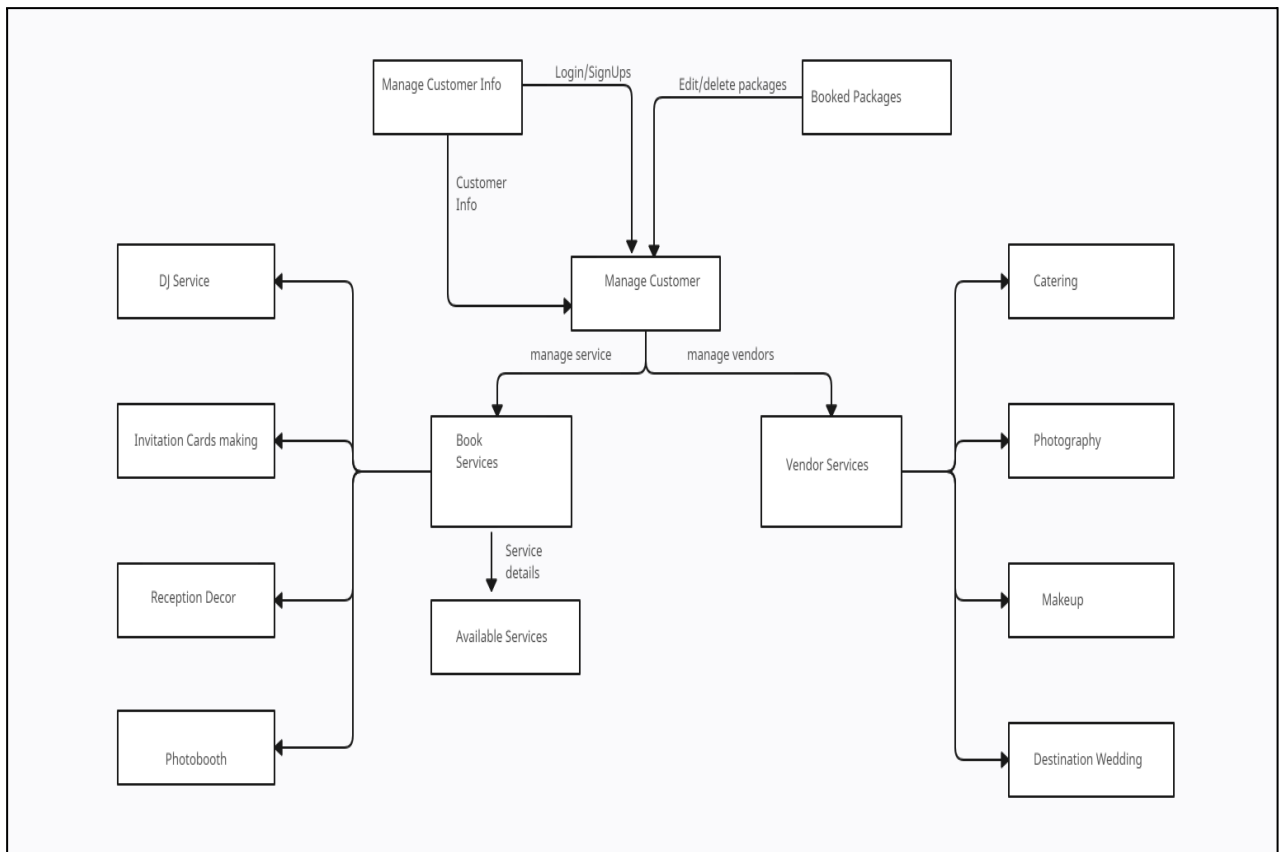 Login/SignUps
Manage Customer Info
Edit/delete packages
Booked Packages
Customer
Info
DJ Service
Manage Customer
Catering
manage service
manage vendors
Invitation Cards making
Book
Services
Vendor Services
Photography
Service
details
Reception Decor
Available Services
Makeup
Photobooth
Destination Wedding